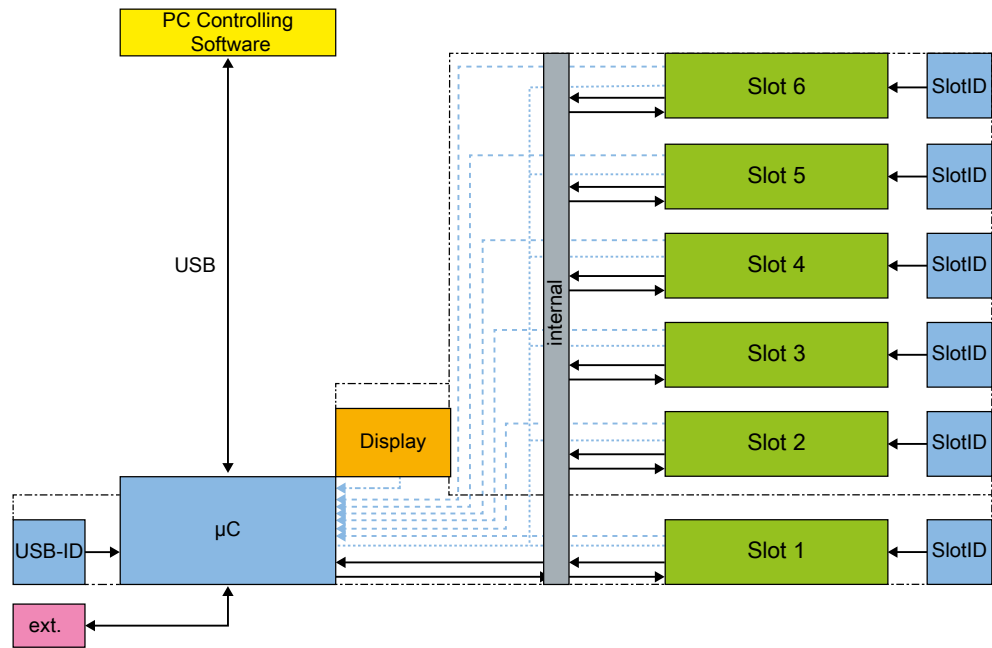 PC Controlling
Software
Slot 6
SlotID
Slot 5
SlotID
USB
Slot 4
SlotID
internal
Slot 3
SlotID
Display
Slot 2
SlotID
µC
USB-ID
Slot 1
SlotID
ext.